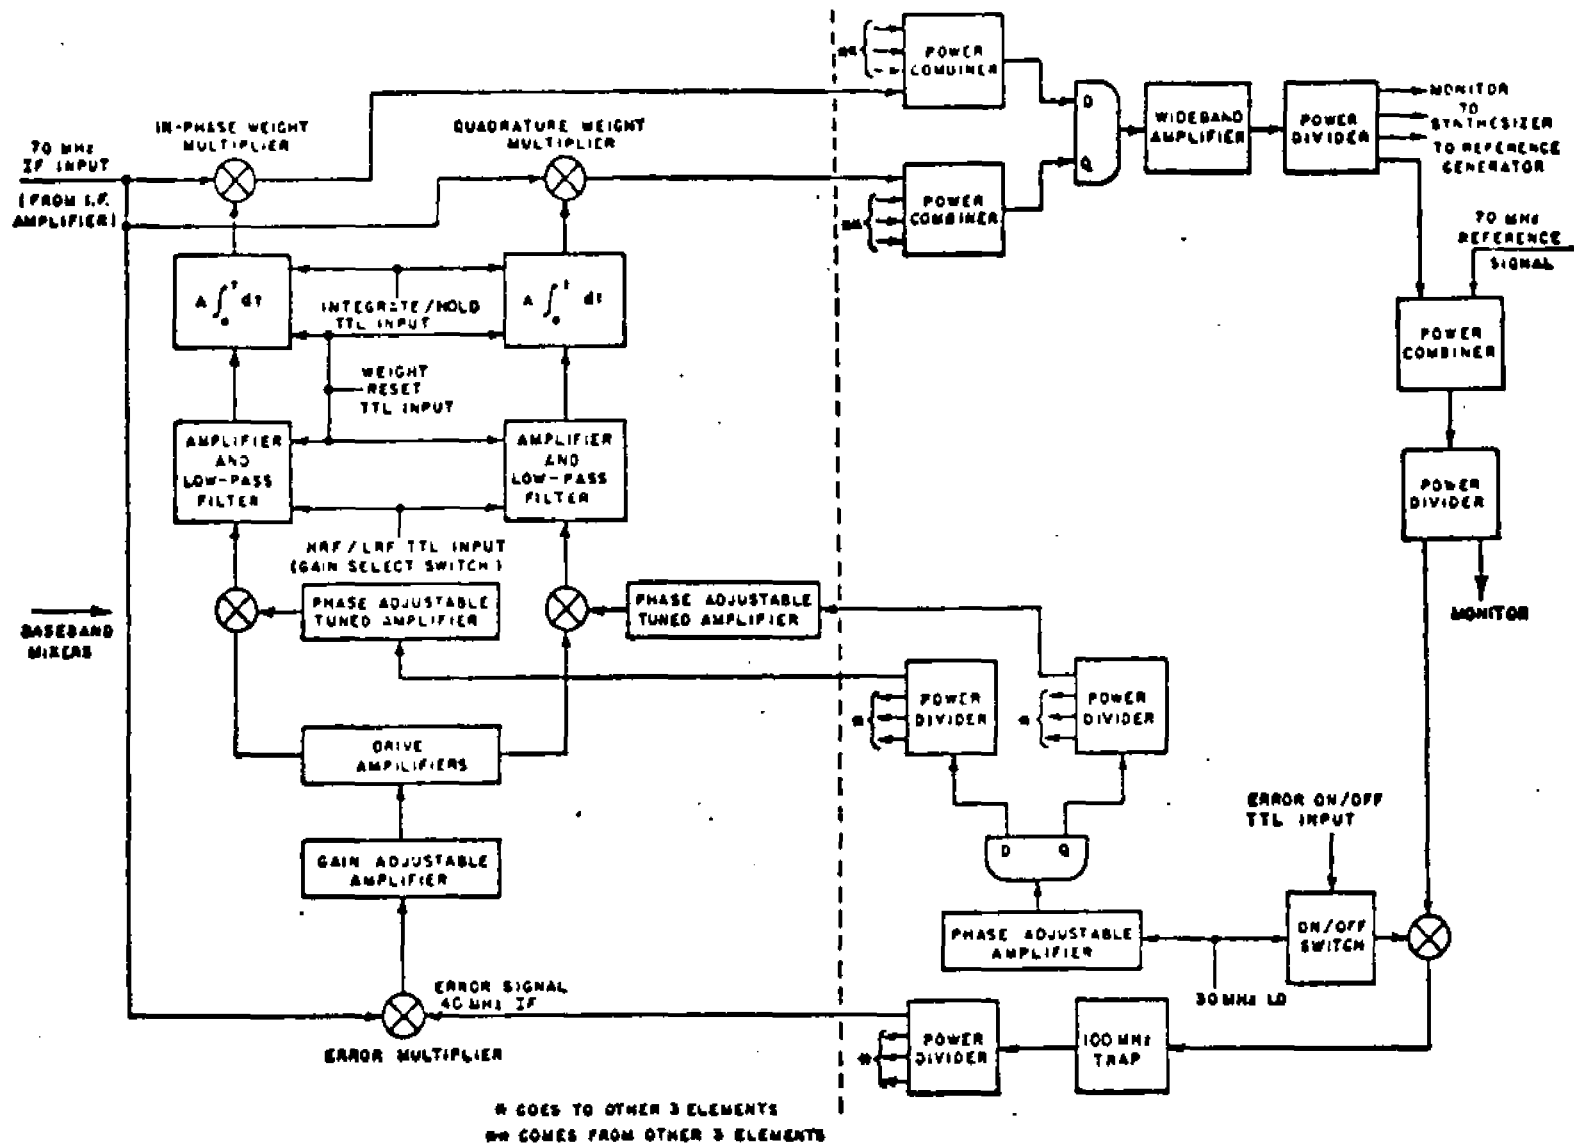 **
POWER
COMBINER
IN-PHASE WEIGHT
MULTIPLIER
QUADRATURE WEIGHT
MULTIPLIER
D
Q
WIDEBAND
AMPLIFIER
POWER
DIVIDER
MONITOR
TO
SYNTHESIZER
TO REFERENCE
GENERATOR
70 MHz
IF INPUT
(FROM I.F.
AMPLIFIER)
**
POWER
COMBINER
70 MHz
REFERENCE
SIGNAL
A∫₀ᵗ dt
A∫₀ᵗ dt
INTEGRATE/HOLD
TTL INPUT
POWER
COMBINER
WEIGHT
RESET
TTL INPUT
AMPLIFIER
AND
LOW-PASS
FILTER
AMPLIFIER
AND
LOW-PASS
FILTER
POWER
DIVIDER
HRF/LRF TTL INPUT
(GAIN SELECT SWITCH)
BASEBAND
MIXERS
PHASE ADJUSTABLE
TUNED AMPLIFIER
PHASE ADJUSTABLE
TUNED AMPLIFIER
MONITOR
*
POWER
DIVIDER
*
POWER
DIVIDER
DRIVE
AMPILIFIERS
ERROR ON/OFF
TTL INPUT
GAIN ADJUSTABLE
AMPLIFIER
D
Q
PHASE ADJUSTABLE
AMPLIFIER
ON/OFF
SWITCH
30 MHz LO
ERROR SIGNAL
40 MHz IF
ERROR MULTIPLIER
*
POWER
DIVIDER
100 MHz
TRAP
* GOES TO OTHER 3 ELEMENTS
** COMES FROM OTHER 3 ELEMENTS